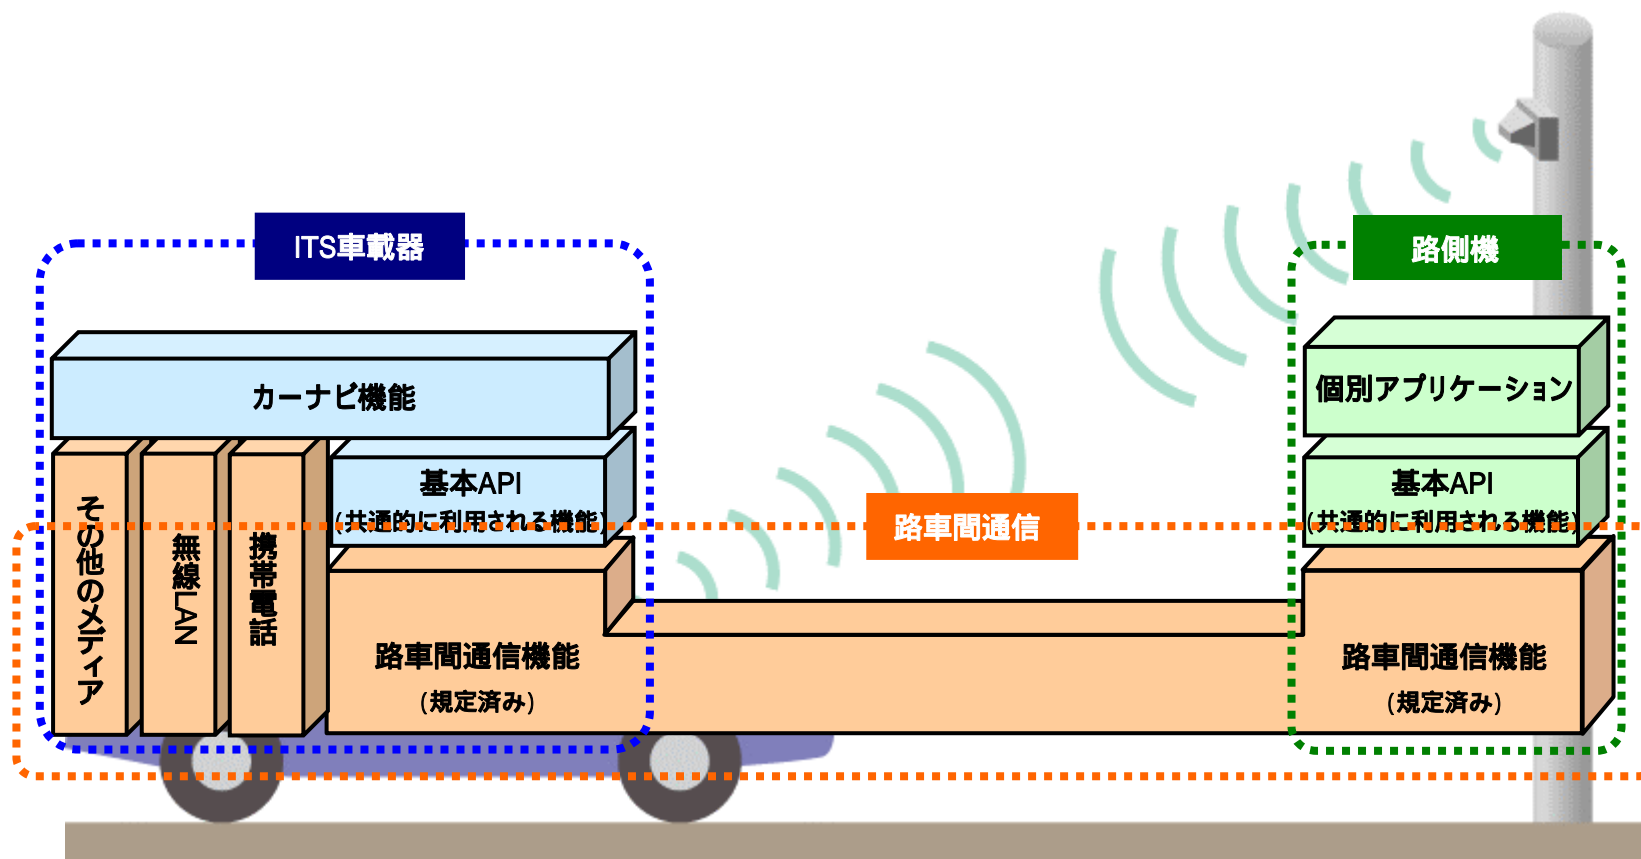 ITS車載器
路側機
カーナビ機能
個別アプリケーション
基本API
(共通的に利用される機能)
基本API
(共通的に利用される機能)
路車間通信
その他のメディア
無線LAN
携帯電話
路車間通信機能
(規定済み)
路車間通信機能
(規定済み)